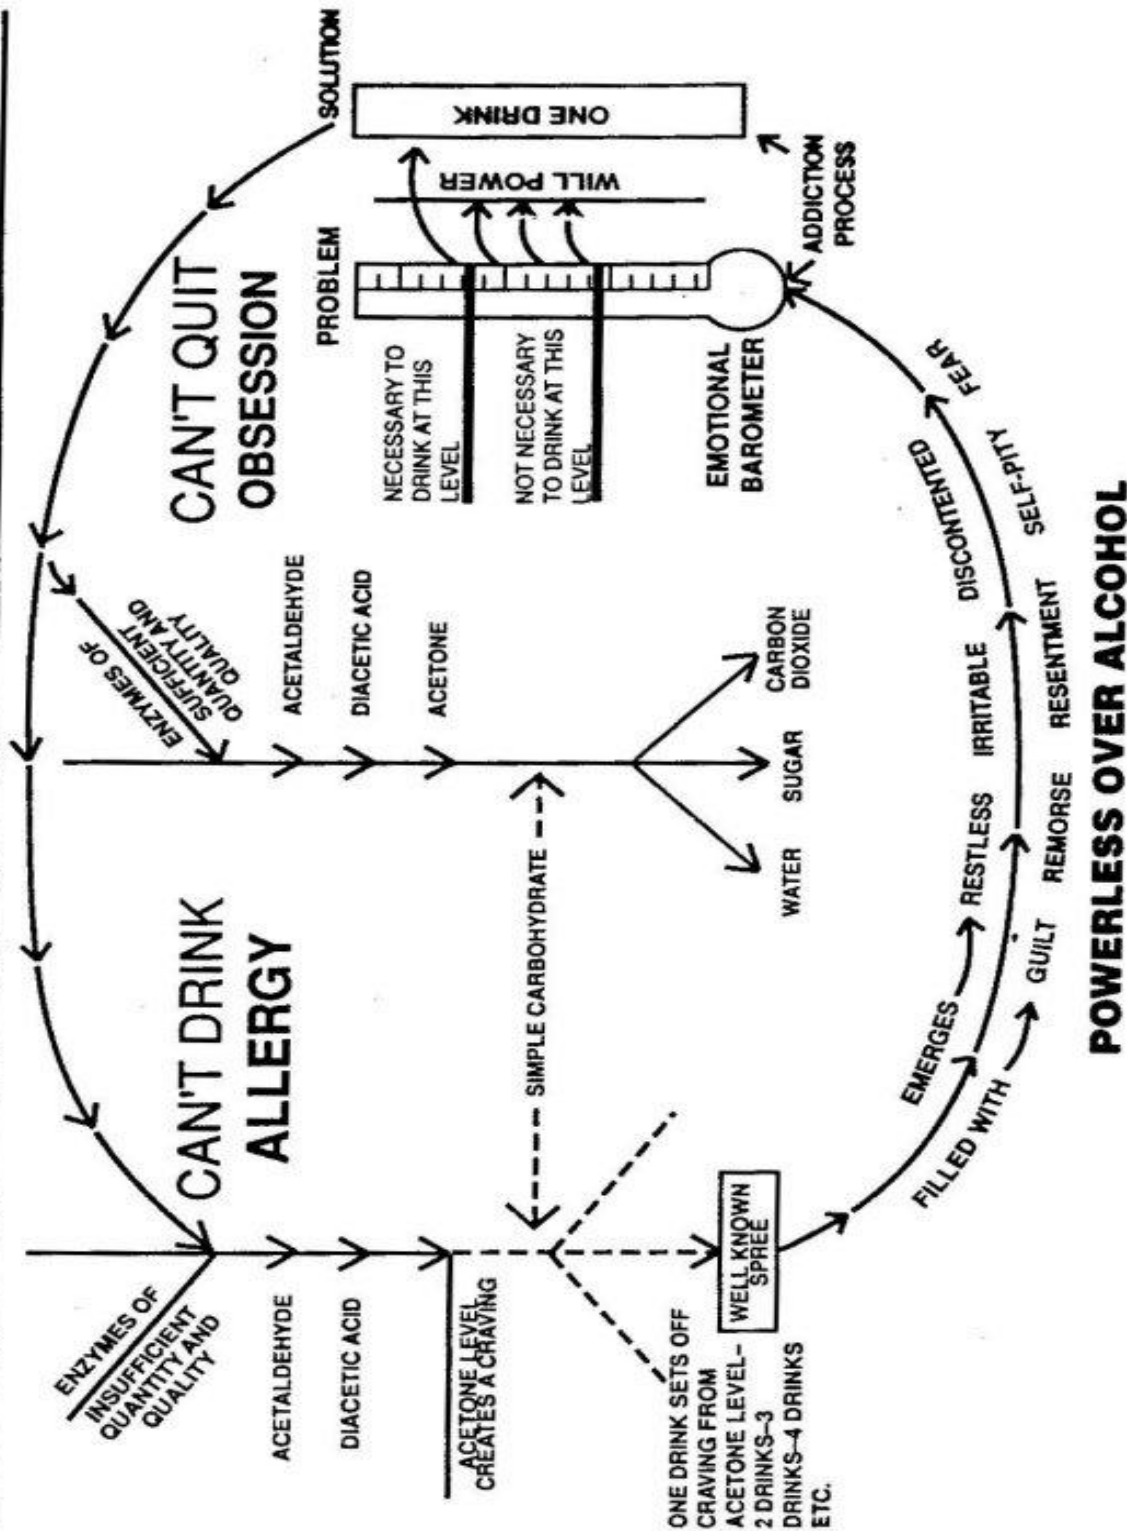 CAN'T DRINK
ALLERGY
CAN'T QUIT
OBSESSION
ENZYMES OF
INSUFFICIENT
QUANTITY AND
QUALITY
ACETALDEHYDE
DIACETIC ACID
ACETONE LEVEL
CREATES A CRAVING
ONE DRINK SETS OFF
CRAVING FROM
ACETONE LEVEL–
2 DRINKS–3
DRINKS–4 DRINKS
ETC.
WELL KNOWN
SPREE
SIMPLE CARBOHYDRATE
ENZYMES OF
SUFFICIENT
QUANTITY AND
QUALITY
ACETALDEHYDE
DIACETIC ACID
ACETONE
WATER
SUGAR
CARBON
DIOXIDE
PROBLEM
SOLUTION
NECESSARY TO
DRINK AT THIS
LEVEL
NOT NECESSARY
TO DRINK AT THIS
LEVEL
WILL POWER
ONE DRINK
EMOTIONAL
BAROMETER
ADDICTION
PROCESS
EMERGES
RESTLESS
IRRITABLE
DISCONTENTED
FILLED WITH
GUILT
REMORSE
RESENTMENT
SELF-PITY
FEAR
POWERLESS OVER ALCOHOL